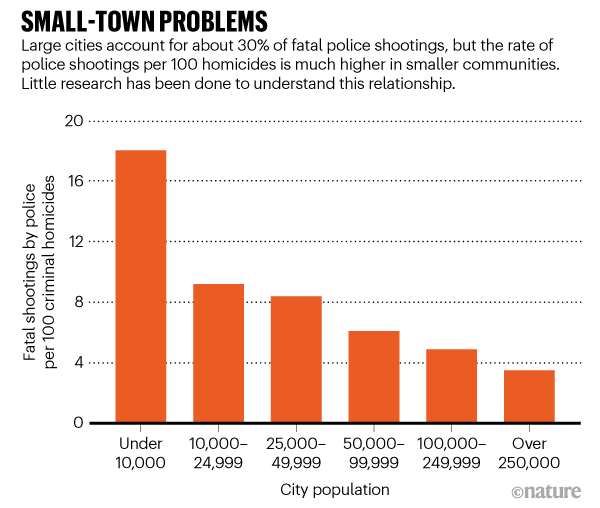 SMALL-TOWN PROBLEMS
Large cities account for about 30% of fatal police shootings, but the rate of
police shootings per 100 homicides is much higher in smaller communities.
Little research has been done to understand this relationship.
Fatal shootings by police
per 100 criminal homicides
20
16
12
8
4
0
Under
10,000
10,000–
24,999
25,000–
49,999
50,000–
99,999
100,000–
249,999
Over
250,000
City population
©nature